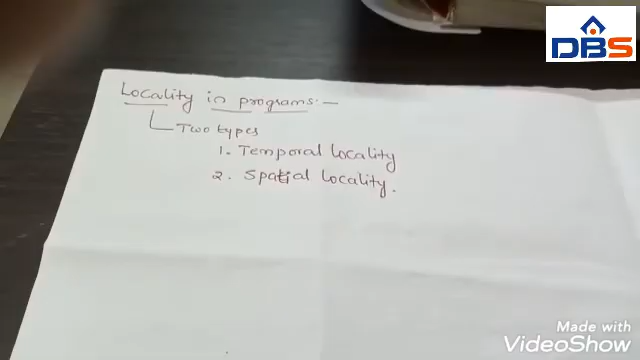 DBS
Locality in programs:-
Two types
1. Temporal locality
2. Spatial locality.
Made with
VideoShow